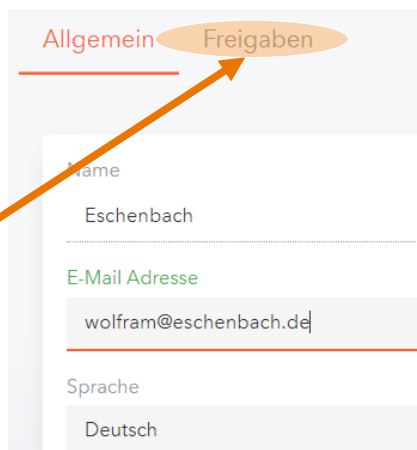 Allgemein Freigaben
Name
Eschenbach
E-Mail Adresse
wolfram@eschenbach.de
Sprache
Deutsch